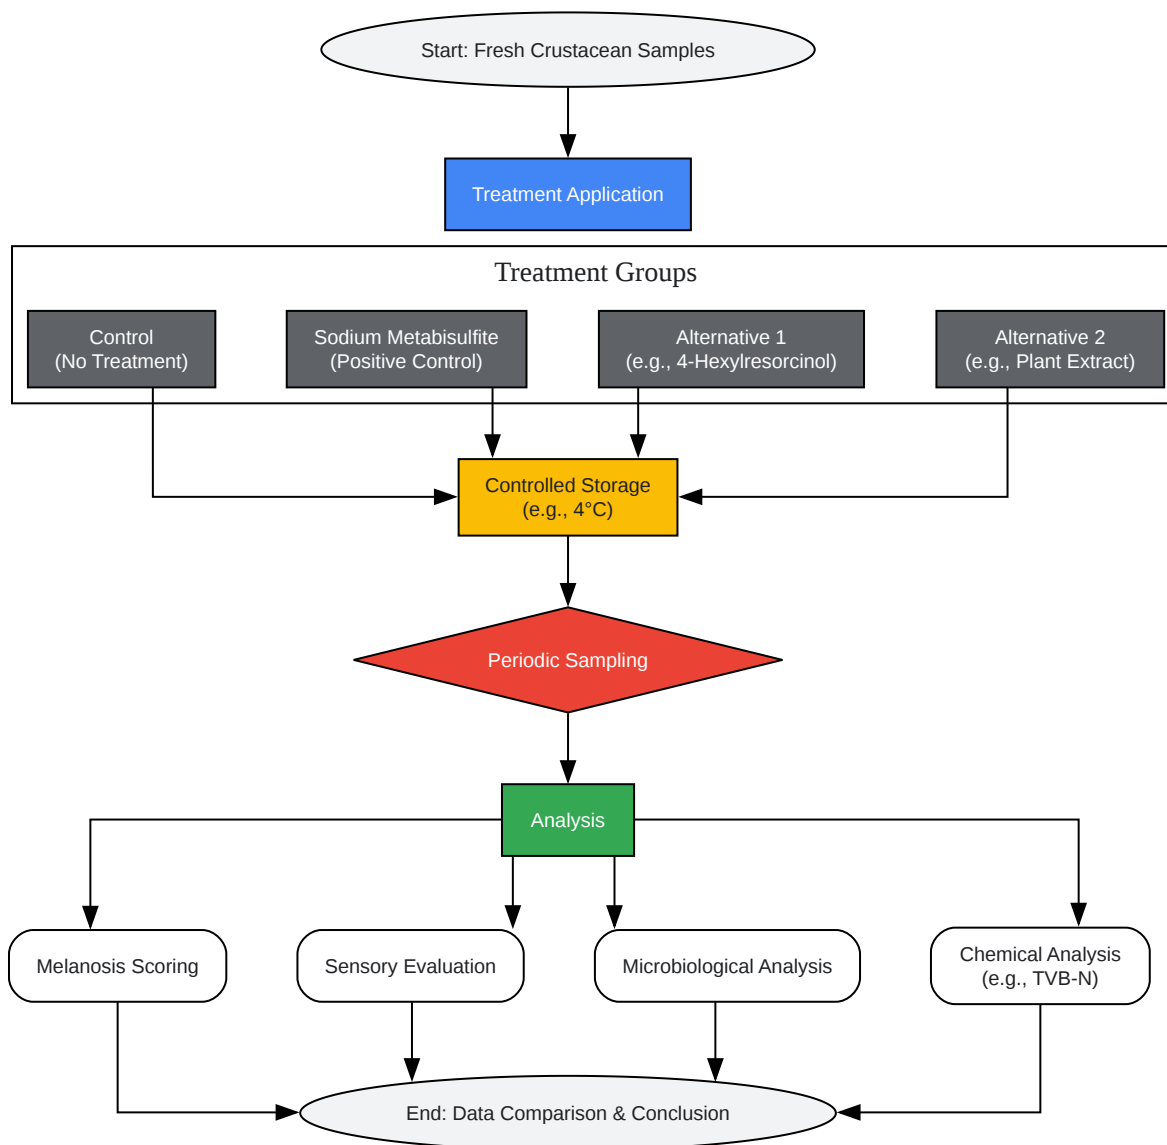 Start: Fresh Crustacean Samples
Treatment Application
Treatment Groups
Control
(No Treatment)
Sodium Metabisulfite
(Positive Control)
Alternative 1
(e.g., 4-Hexylresorcinol)
Alternative 2
(e.g., Plant Extract)
Controlled Storage
(e.g., 4°C)
Periodic Sampling
Analysis
Melanosis Scoring
Sensory Evaluation
Microbiological Analysis
Chemical Analysis
(e.g., TVB-N)
End: Data Comparison & Conclusion